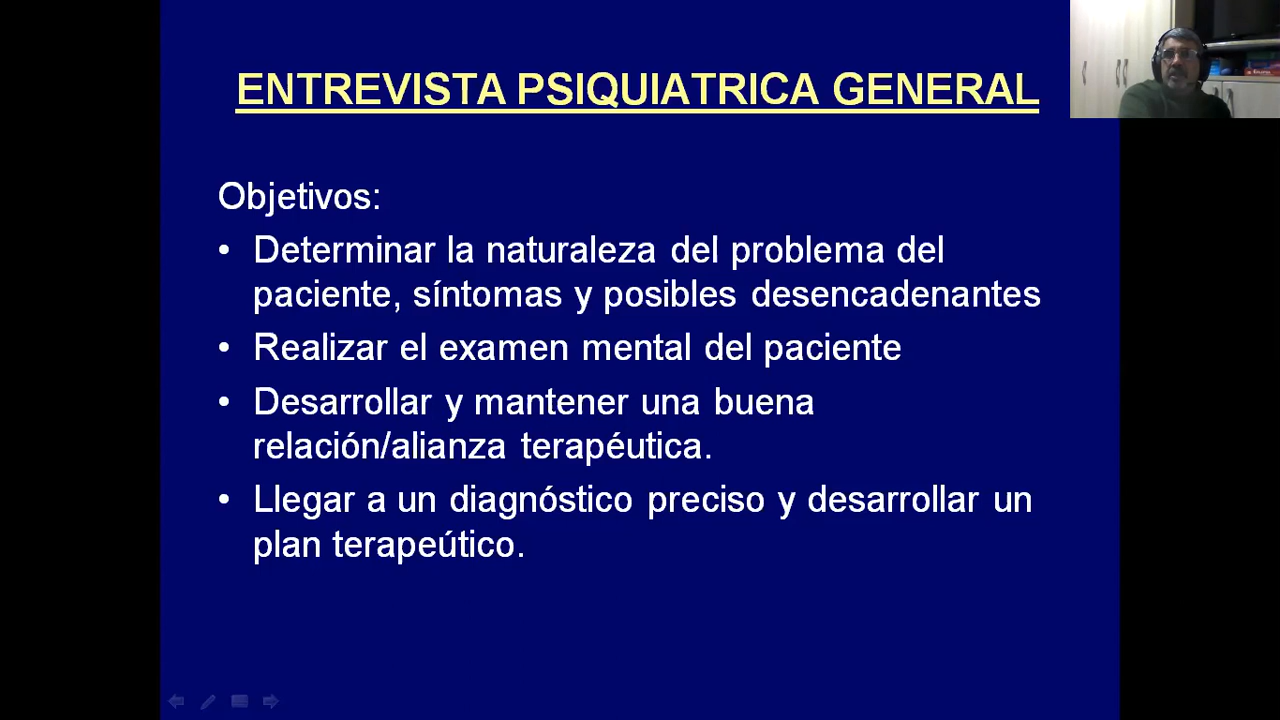 ENTREVISTA PSIQUIATRICA GENERAL
Objetivos:
• Determinar la naturaleza del problema del
paciente, síntomas y posibles desencadenantes
• Realizar el examen mental del paciente
• Desarrollar y mantener una buena
relación/alianza terapéutica.
• Llegar a un diagnóstico preciso y desarrollar un
plan terapeútico.